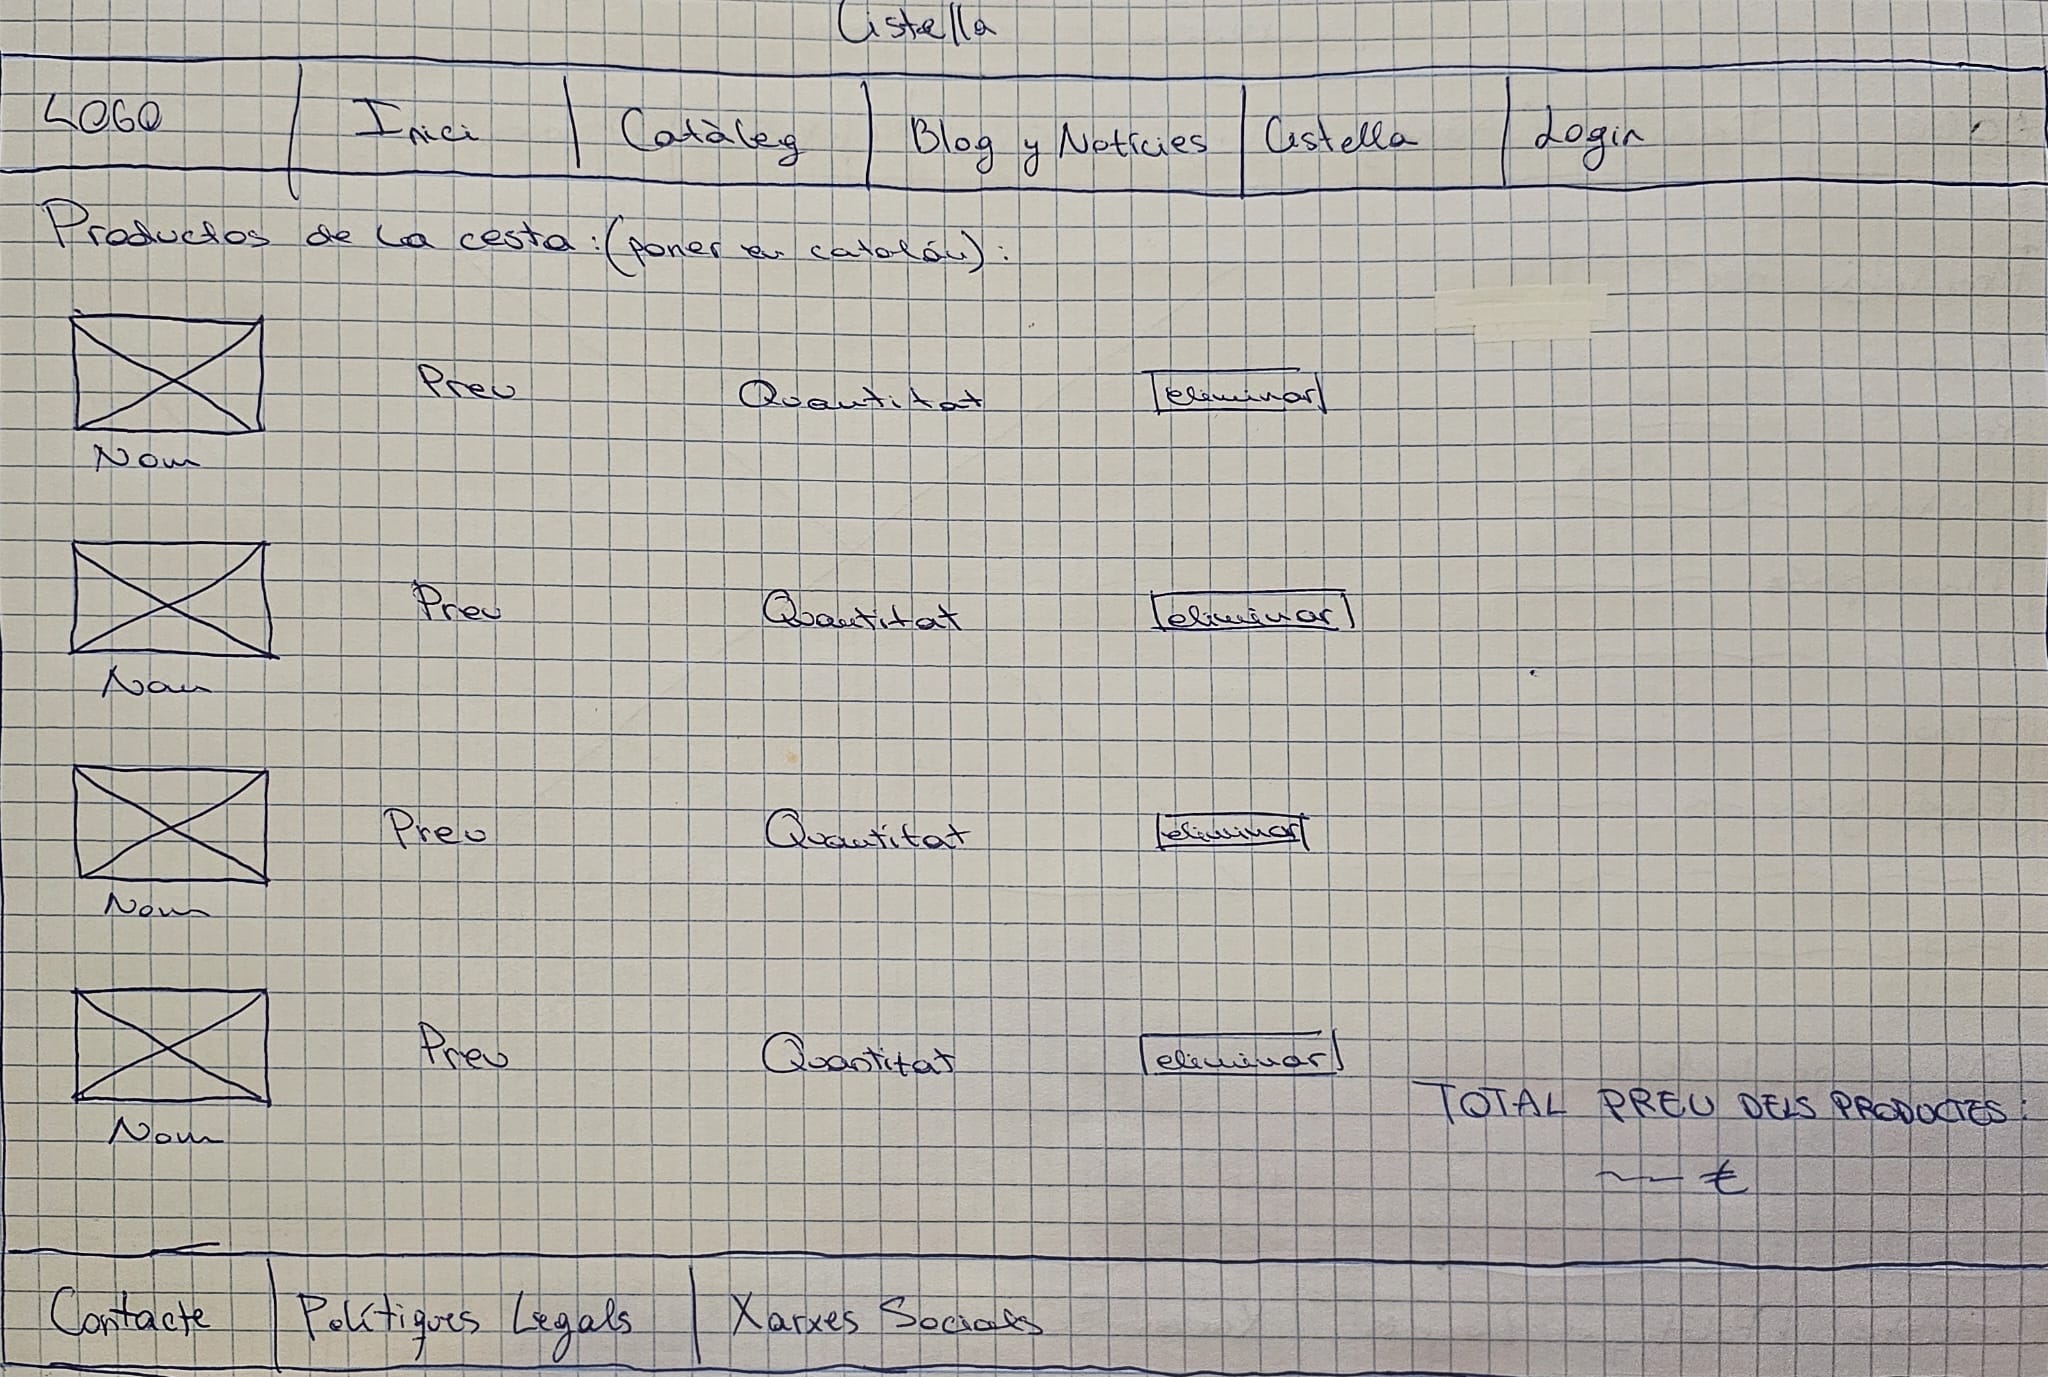 Cistella
LOGO Inici Catàleg Blog y Notícies Cistella Login
Productos de la cesta: (poner en catalán):
Preu Quantitat eliminar
Nom
Preu Quantitat eliminar
Nom
Preu Quantitat eliminar
Nom
Preu Quantitat eliminar
TOTAL PREU DELS PRODUCTES:
Nom
€
Contacte Polítiques Legals Xarxes Socials